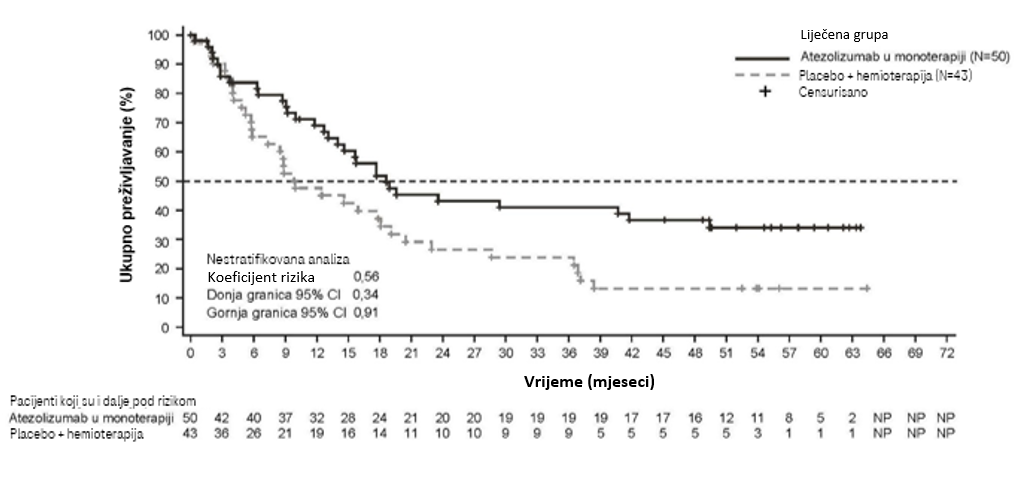 Liječena grupa
Atezolizumab u monoterapiji (N=50)
Placebo + hemioterapija (N=43)
Censurisano
Ukupno preživljavanje (%)
100
90
80
70
60
50
40
30
20
10
0
Nestratifikovana analiza
Koeficijent rizika 0,56
Donja granica 95% CI 0,34
Gornja granica 95% CI 0,91
0 3 6 9 12 15 18 21 24 27 30 33 36 39 42 45 48 51 54 57 60 63 66 69 72
Vrijeme (mjeseci)
Pacijenti koji su i dalje pod rizikom
Atezolizumab u monoterapiji 50 42 40 37 32 28 24 21 20 20 19 19 19 19 17 17 16 12 11 8 5 2 NP NP NP
Placebo + hemioterapija 43 36 26 21 19 16 14 11 10 10 9 9 9 5 5 5 5 5 3 1 1 1 NP NP NP